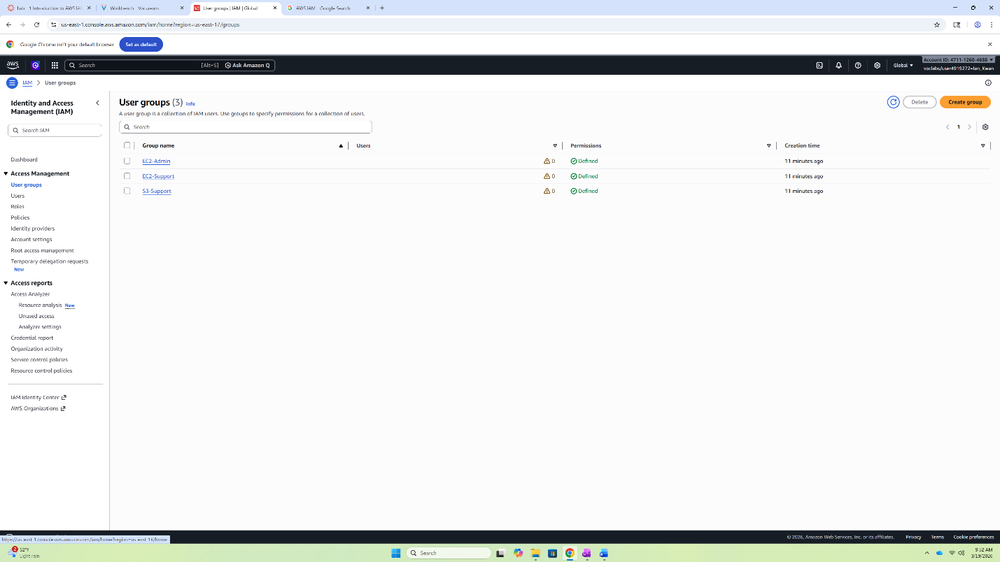 Lab - 1 Introduction to AWS IAM
Workbench - Vocareum
User groups | IAM | Global
AWS IAM - Google Search
us-east-1.console.aws.amazon.com/iam/home?region=us-east-1#/groups
Google Chrome isn't your default browser
Set as default
aws
Search
[Alt+S]
Ask Amazon Q
Global
Account ID: 4711-1260-4688
voclabs/user4919272=Ian_Kwan
IAM
User groups
Identity and Access
Management (IAM)
Search IAM
Dashboard
Access Management
User groups
Users
Roles
Policies
Identity providers
Account settings
Root access management
Temporary delegation requests
New
Access reports
Access Analyzer
Resource analysis New
Unused access
Analyzer settings
Credential report
Organization activity
Service control policies
Resource control policies
IAM Identity Center
AWS Organizations
User groups (3) Info
A user group is a collection of IAM users. Use groups to specify permissions for a collection of users.
Delete
Create group
Search
1
Group name Users Permissions Creation time
EC2-Admin 0 Defined 11 minutes ago
EC2-Support 0 Defined 11 minutes ago
S3-Support 0 Defined 11 minutes ago
https://us-east-1.console.aws.amazon.com/iam/home?region=us-east-1#/home
© 2026, Amazon Web Services, Inc. or its affiliates.
Privacy
Terms
Cookie preferences
2
52°F
Light rain
Search
9:52 AM
3/19/2026